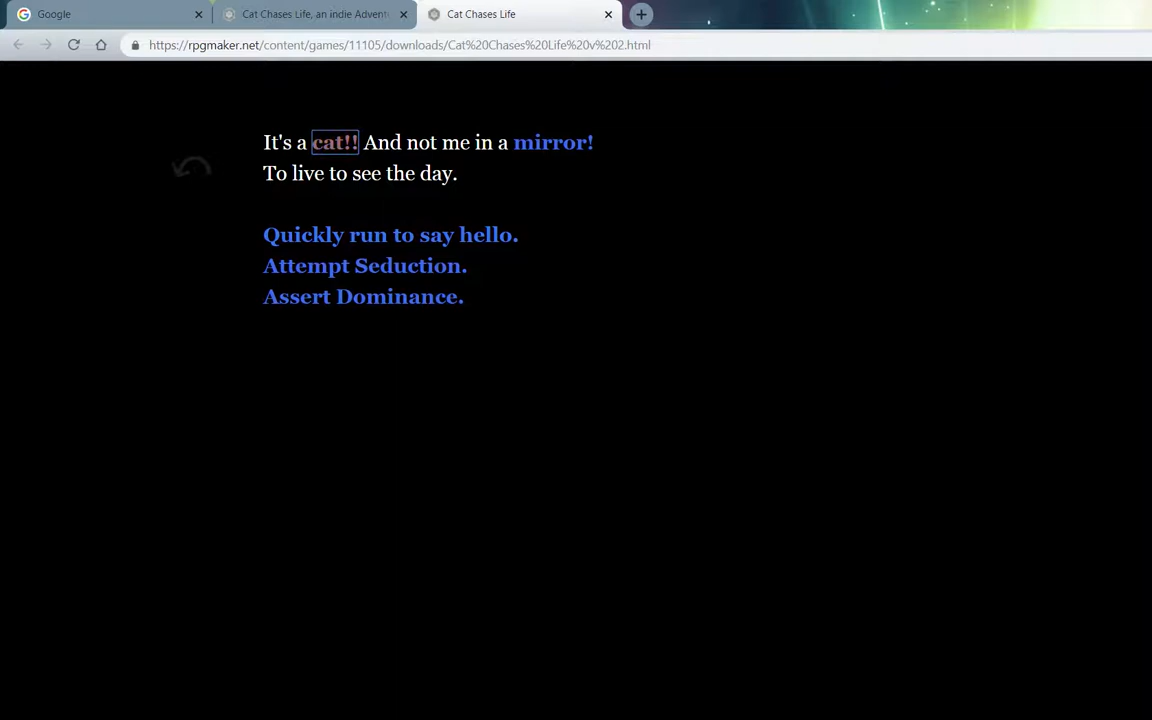 Google
Cat Chases Life, an indie Advent
Cat Chases Life
https://rpgmaker.net/content/games/11105/downloads/Cat%20Chases%20Life%20v%202.html
It's a cat!! And not me in a mirror!
To live to see the day.
Quickly run to say hello.
Attempt Seduction.
Assert Dominance.